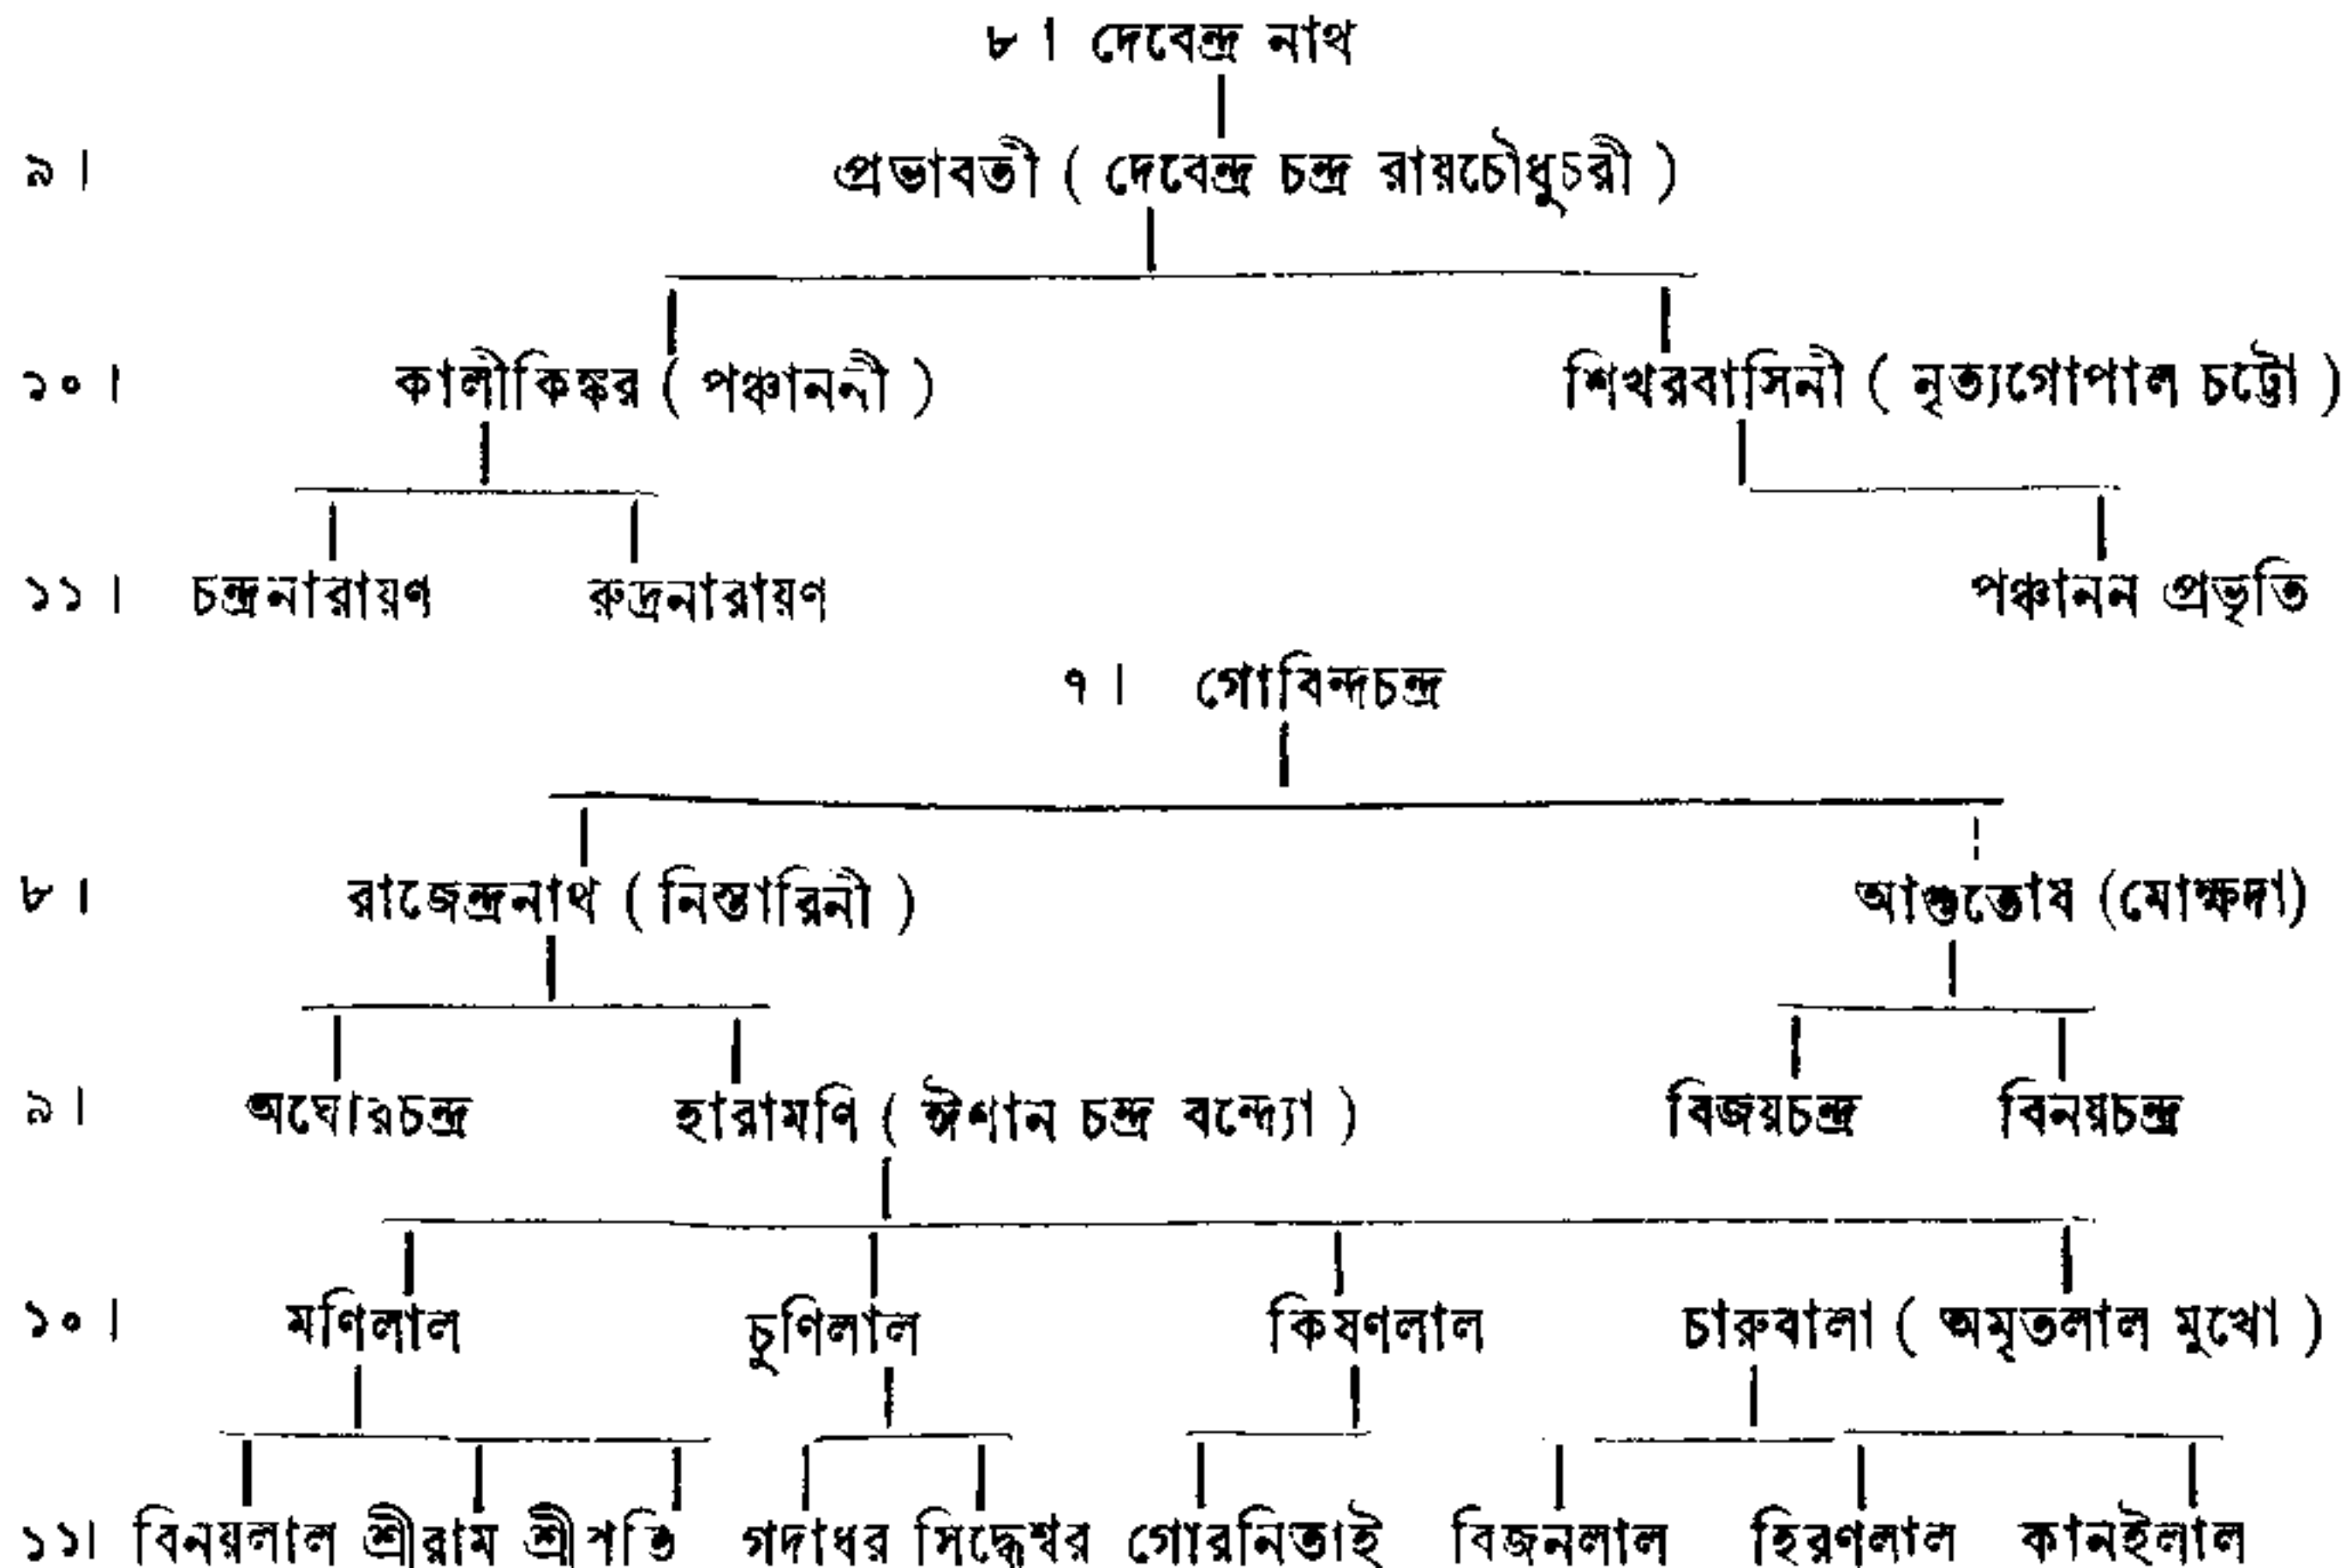 ৮। দেবেন্দ্র নাথ
৯। প্রভাবতী ( দেবেন্দ্র চন্দ্র রায়চৌধুচরী )
১০। কালীকিঙ্কর ( পঞ্চাননী ) শিখরবাসিনী ( নৃত্যগোপাল চট্টো )
১১। চন্দ্রনারায়ণ রুদ্রনারায়ণ পঞ্চানন প্রভৃতি
৭। গোবিন্দচন্দ্র
৮। রাজেন্দ্রনাথ ( নিস্তারিনী ) আশুতোষ (মোক্ষদা)
৯। অঘোরচন্দ্র হারামণি ( ঈশান চন্দ্র বন্দ্যো ) বিজয়চন্দ্র বিনয়চন্দ্র
১০। মণিলাল চুণিলাল কিষণলাল চারুবালা ( অমৃতলাল মুখো )
১১। বিনয়লাল শ্রীরাম শ্রীপতি গদাধর সিদ্ধেশ্বর গোরনিতাই বিজনলাল হিরণলাল কানইলাল